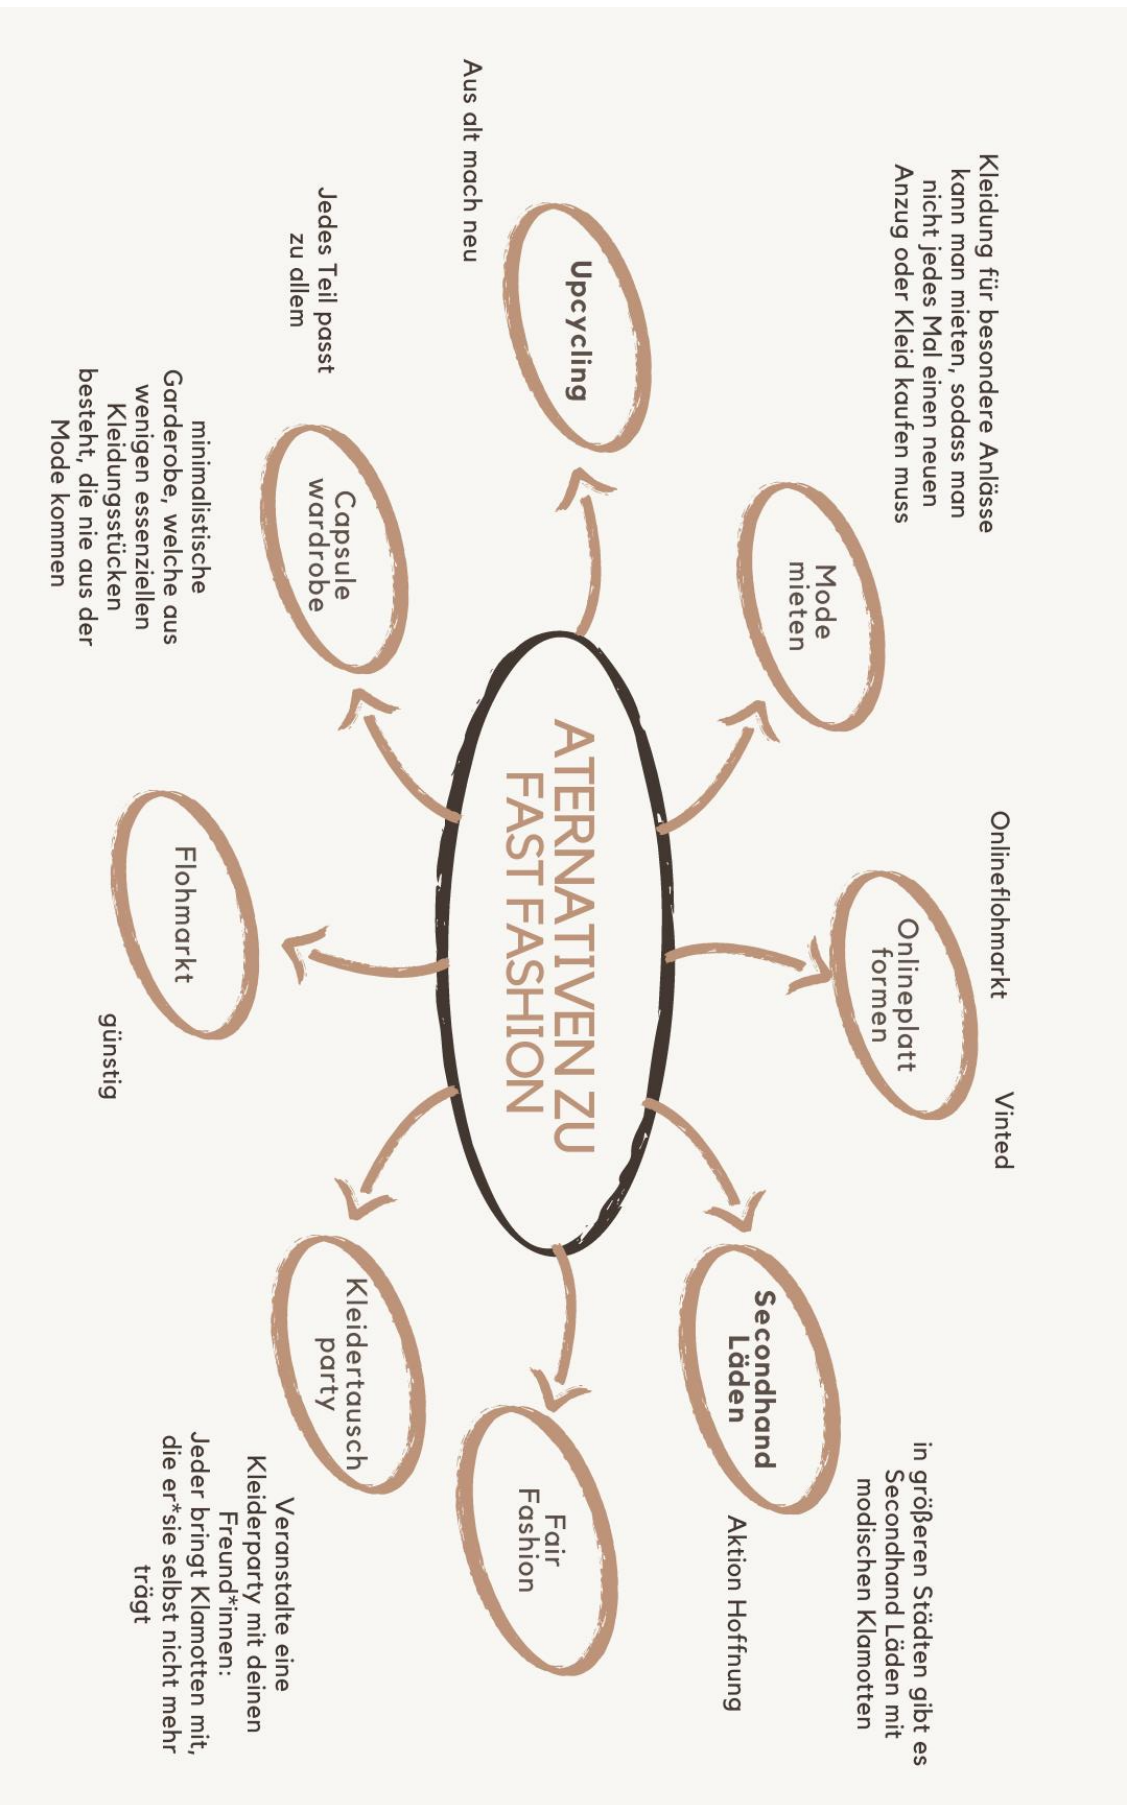 Kleidung für besondere Anlässe
kann man mieten, sodass man
nicht jedes Mal einen neuen
Anzug oder Kleid kaufen muss
Mode
mieten
Onlineflohmarkt
Vinted
Onlineplatt
formen
in größeren Städten gibt es
Secondhand Läden mit
modischen Klamotten
Secondhand
Läden
Aktion Hoffnung
Upcycling
Aus alt mach neu
ATERNATIVEN ZU
FAST FASHION
Fair
Fashion
Jedes Teil passt
zu allem
Capsule
wardrobe
minimalistische
Garderobe, welche aus
wenigen essenziellen
Kleidungsstücken
besteht, die nie aus der
Mode kommen
Flohmarkt
günstig
Kleidertausch
party
Veranstalte eine
Kleiderparty mit deinen
Freund*innen:
Jeder bringt Klamotten mit,
die er*sie selbst nicht mehr
trägt